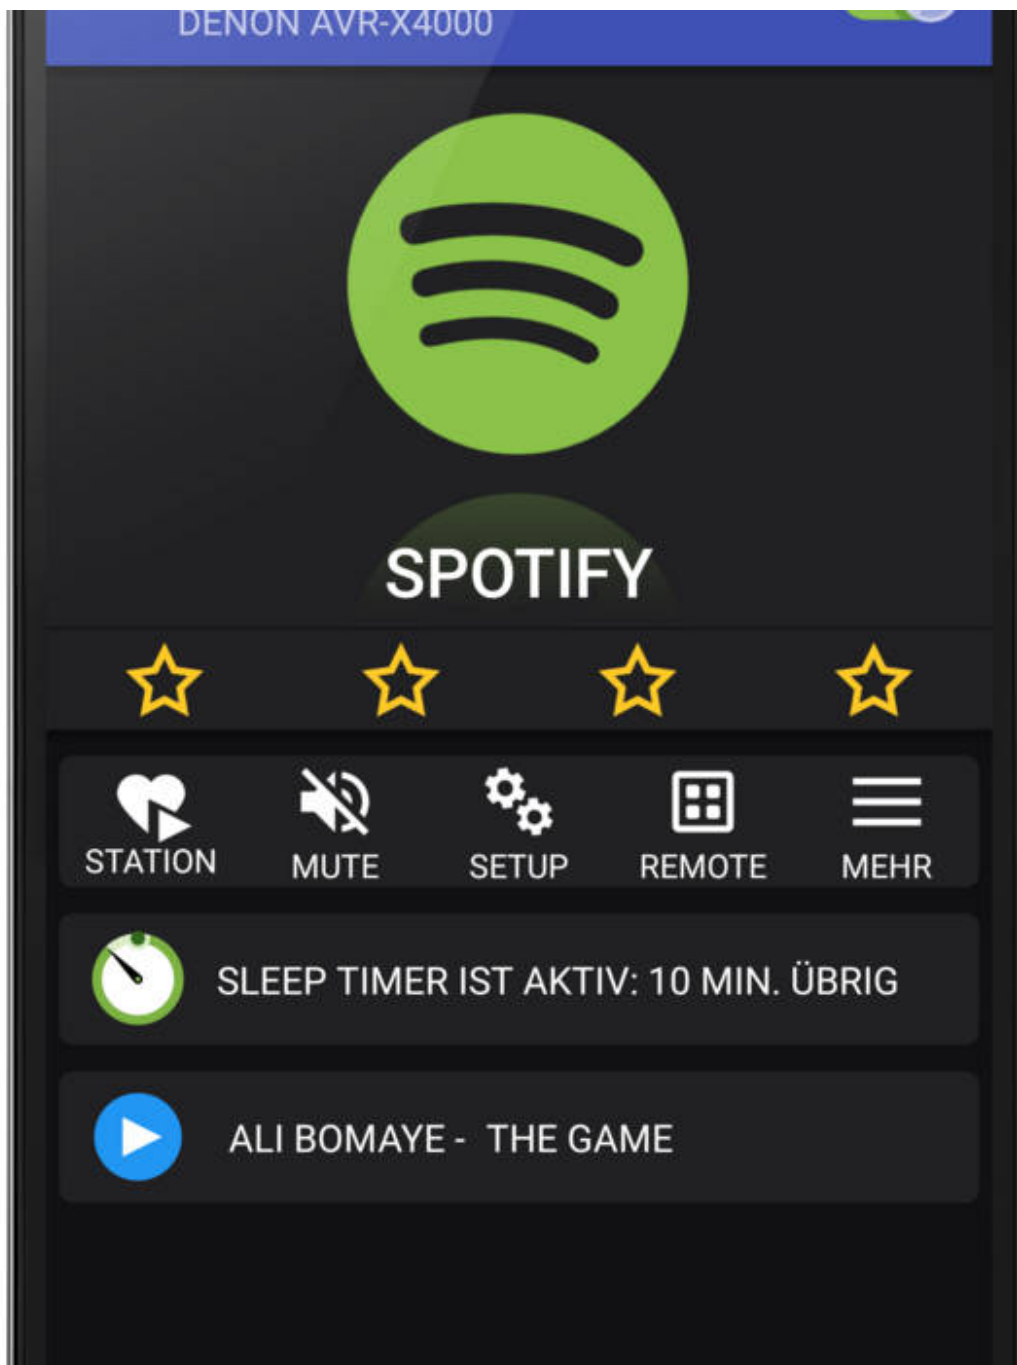 DENON AVR-X4000
SPOTIFY
STATION
MUTE
SETUP
REMOTE
MEHR
SLEEP TIMER IST AKTIV: 10 MIN. ÜBRIG
ALI BOMAYE - THE GAME